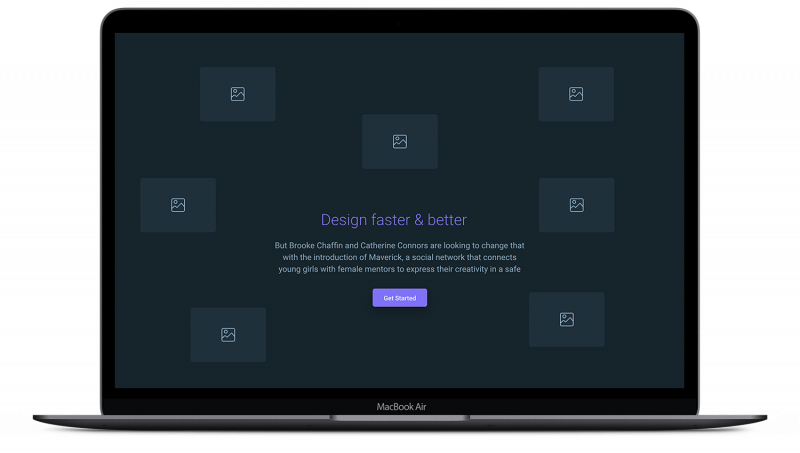 Design faster & better
But Brooke Chaffin and Catherine Connors are looking to change that
with the introduction of Maverick, a social network that connects
young girls with female mentors to express their creativity in a safe
Get Started
MacBook Air